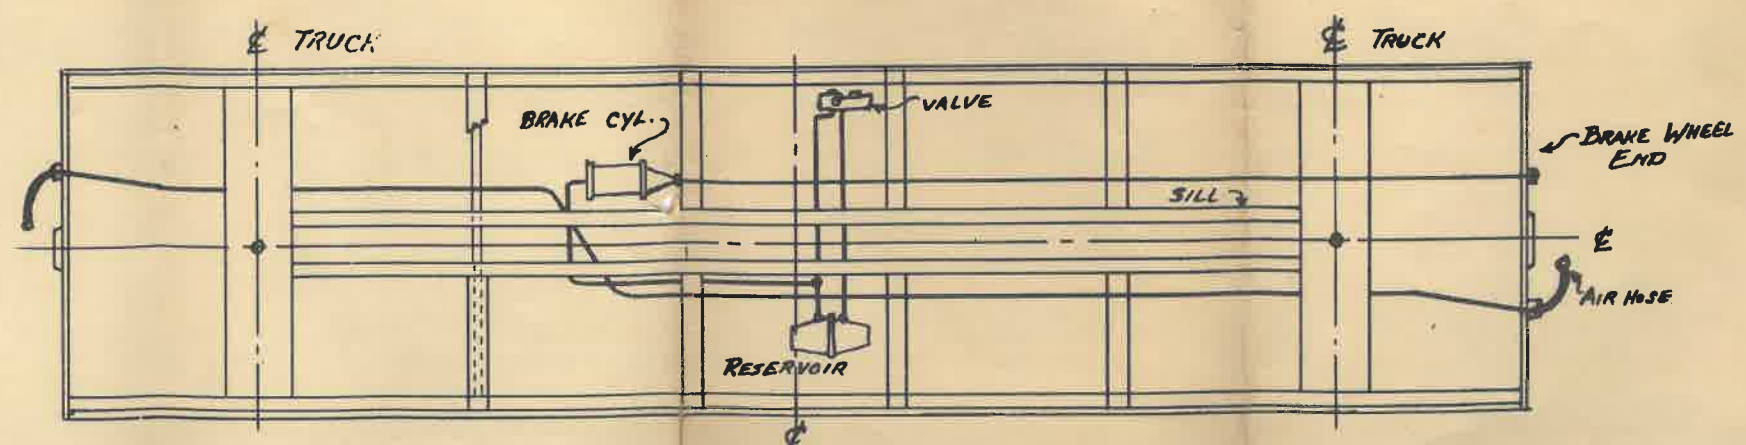 ℄ TRUCK
℄ TRUCK
BRAKE CYL.
VALVE
BRAKE WHEEL
END
SILL
℄
AIR HOSE
RESERVOIR
℄